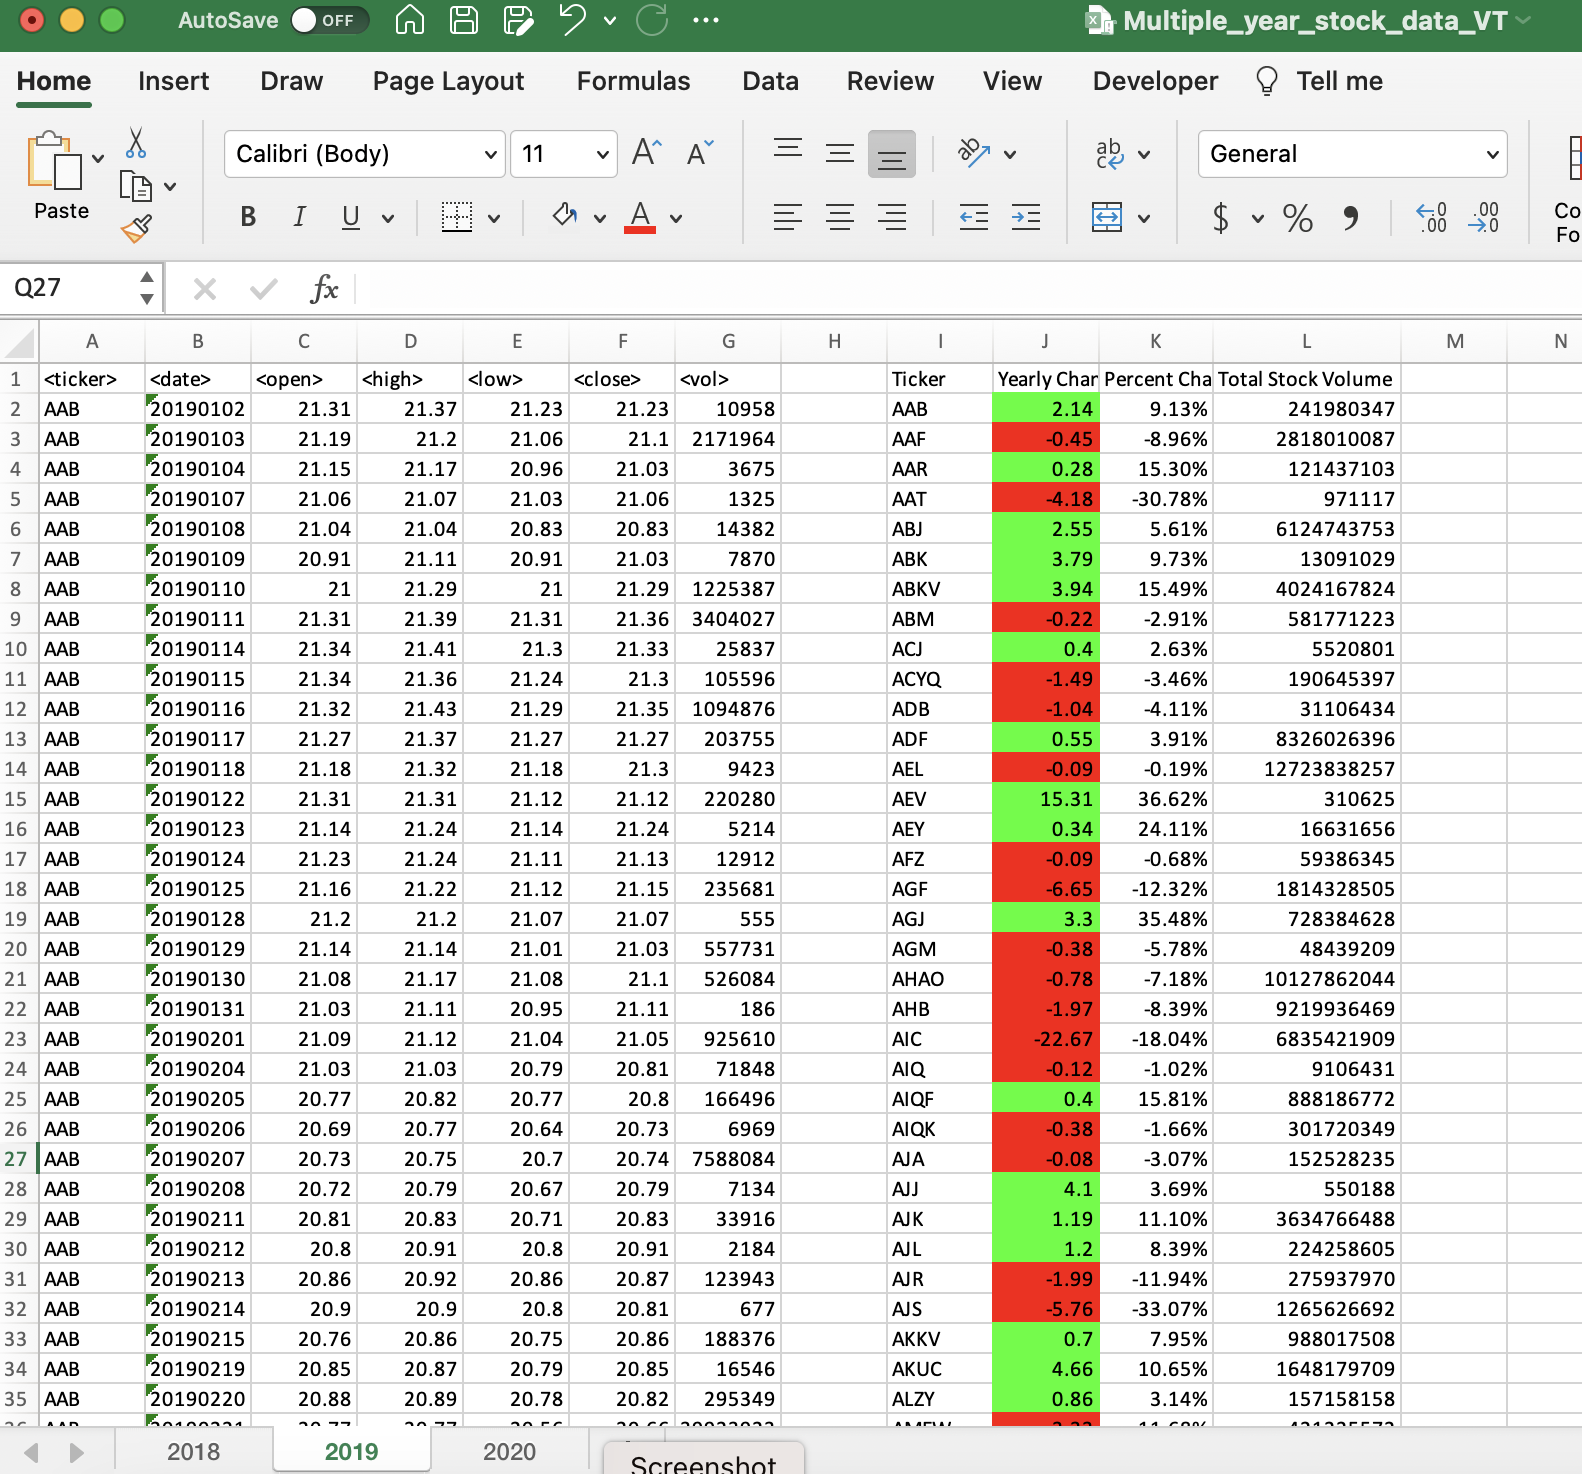 AutoSave OFF Multiple_year_stock_data_VT
Home Insert Draw Page Layout Formulas Data Review View Developer Tell me
Paste Calibri (Body) 11 A A ab ab c General
B I U A $ % 9 .0 .00 .00 .0 Co
Fo
Q27 fx
A B C D E F G H I J K L M N
1 <ticker> <date> <open> <high> <low> <close> <vol> Ticker Yearly Char Percent Cha Total Stock Volume
2 AAB 20190102 21.31 21.37 21.23 21.23 10958 AAB 2.14 9.13% 241980347
3 AAB 20190103 21.19 21.2 21.06 21.1 2171964 AAF -0.45 -8.96% 2818010087
4 AAB 20190104 21.15 21.17 20.96 21.03 3675 AAR 0.28 15.30% 121437103
5 AAB 20190107 21.06 21.07 21.03 21.06 1325 AAT -4.18 -30.78% 971117
6 AAB 20190108 21.04 21.04 20.83 20.83 14382 ABJ 2.55 5.61% 6124743753
7 AAB 20190109 20.91 21.11 20.91 21.03 7870 ABK 3.79 9.73% 13091029
8 AAB 20190110 21 21.29 21 21.29 1225387 ABKV 3.94 15.49% 4024167824
9 AAB 20190111 21.31 21.39 21.31 21.36 3404027 ABM -0.22 -2.91% 581771223
10 AAB 20190114 21.34 21.41 21.3 21.33 25837 ACJ 0.4 2.63% 5520801
11 AAB 20190115 21.34 21.36 21.24 21.3 105596 ACYQ -1.49 -3.46% 190645397
12 AAB 20190116 21.32 21.43 21.29 21.35 1094876 ADB -1.04 -4.11% 31106434
13 AAB 20190117 21.27 21.37 21.27 21.27 203755 ADF 0.55 3.91% 8326026396
14 AAB 20190118 21.18 21.32 21.18 21.3 9423 AEL -0.09 -0.19% 12723838257
15 AAB 20190122 21.31 21.31 21.12 21.12 220280 AEV 15.31 36.62% 310625
16 AAB 20190123 21.14 21.24 21.14 21.24 5214 AEY 0.34 24.11% 16631656
17 AAB 20190124 21.23 21.24 21.11 21.13 12912 AFZ -0.09 -0.68% 59386345
18 AAB 20190125 21.16 21.22 21.12 21.15 235681 AGF -6.65 -12.32% 1814328505
19 AAB 20190128 21.2 21.2 21.07 21.07 555 AGJ 3.3 35.48% 728384628
20 AAB 20190129 21.14 21.14 21.01 21.03 557731 AGM -0.38 -5.78% 48439209
21 AAB 20190130 21.08 21.17 21.08 21.1 526084 AHAO -0.78 -7.18% 10127862044
22 AAB 20190131 21.03 21.11 20.95 21.11 186 AHB -1.97 -8.39% 9219936469
23 AAB 20190201 21.09 21.12 21.04 21.05 925610 AIC -22.67 -18.04% 6835421909
24 AAB 20190204 21.03 21.03 20.79 20.81 71848 AIQ -0.12 -1.02% 9106431
25 AAB 20190205 20.77 20.82 20.77 20.8 166496 AIQF 0.4 15.81% 888186772
26 AAB 20190206 20.69 20.77 20.64 20.73 6969 AIQK -0.38 -1.66% 301720349
27 AAB 20190207 20.73 20.75 20.7 20.74 7588084 AJA -0.08 -3.07% 152528235
28 AAB 20190208 20.72 20.79 20.67 20.79 7134 AJJ 4.1 3.69% 550188
29 AAB 20190211 20.81 20.83 20.71 20.83 33916 AJK 1.19 11.10% 3634766488
30 AAB 20190212 20.8 20.91 20.8 20.91 2184 AJL 1.2 8.39% 224258605
31 AAB 20190213 20.86 20.92 20.86 20.87 123943 AJR -1.99 -11.94% 275937970
32 AAB 20190214 20.9 20.9 20.8 20.81 677 AJS -5.76 -33.07% 1265626692
33 AAB 20190215 20.76 20.86 20.75 20.86 188376 AKKV 0.7 7.95% 988017508
34 AAB 20190219 20.85 20.87 20.79 20.85 16546 AKUC 4.66 10.65% 1648179709
35 AAB 20190220 20.88 20.89 20.78 20.82 295349 ALZY 0.86 3.14% 157158158
2018 2019 2020 Screenshot